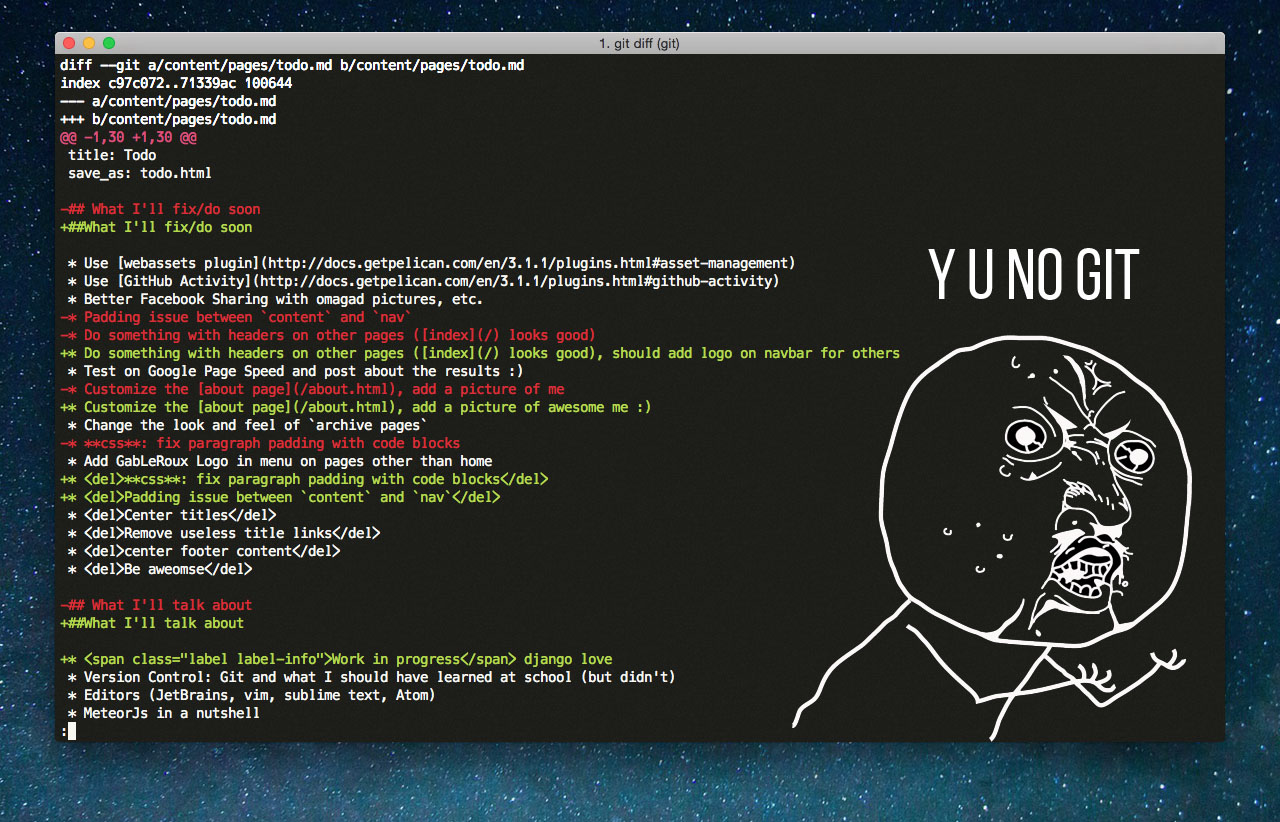 1. git diff (git)
diff --git a/content/pages/todo.md b/content/pages/todo.md
index c97c072..71339ac 100644
--- a/content/pages/todo.md
+++ b/content/pages/todo.md
@@ -1,30 +1,30 @@
 title: Todo
 save_as: todo.html

-## What I'll fix/do soon
+##What I'll fix/do soon

 * Use [webassets plugin](http://docs.getpelican.com/en/3.1.1/plugins.html#asset-management)
 * Use [GitHub Activity](http://docs.getpelican.com/en/3.1.1/plugins.html#github-activity)
 * Better Facebook Sharing with omagad pictures, etc.
-* Padding issue between `content` and `nav`
-* Do something with headers on other pages ([index](/) looks good)
+* Do something with headers on other pages ([index](/) looks good), should add logo on navbar for others
 * Test on Google Page Speed and post about the results :)
-* Customize the [about page](/about.html), add a picture of me
+* Customize the [about page](/about.html), add a picture of awesome me :)
 * Change the look and feel of `archive pages`
-* **css**: fix paragraph padding with code blocks
 * Add GabLeRoux Logo in menu on pages other than home
+* <del>**css**: fix paragraph padding with code blocks</del>
+* <del>Padding issue between `content` and `nav`</del>
 * <del>Center titles</del>
 * <del>Remove useless title links</del>
 * <del>center footer content</del>
 * <del>Be aweomse</del>

-## What I'll talk about
+##What I'll talk about

+* <span class="label label-info">Work in progress</span> django love
 * Version Control: Git and what I should have learned at school (but didn't)
 * Editors (JetBrains, vim, sublime text, Atom)
 * MeteorJs in a nutshell
:
Y U NO GIT